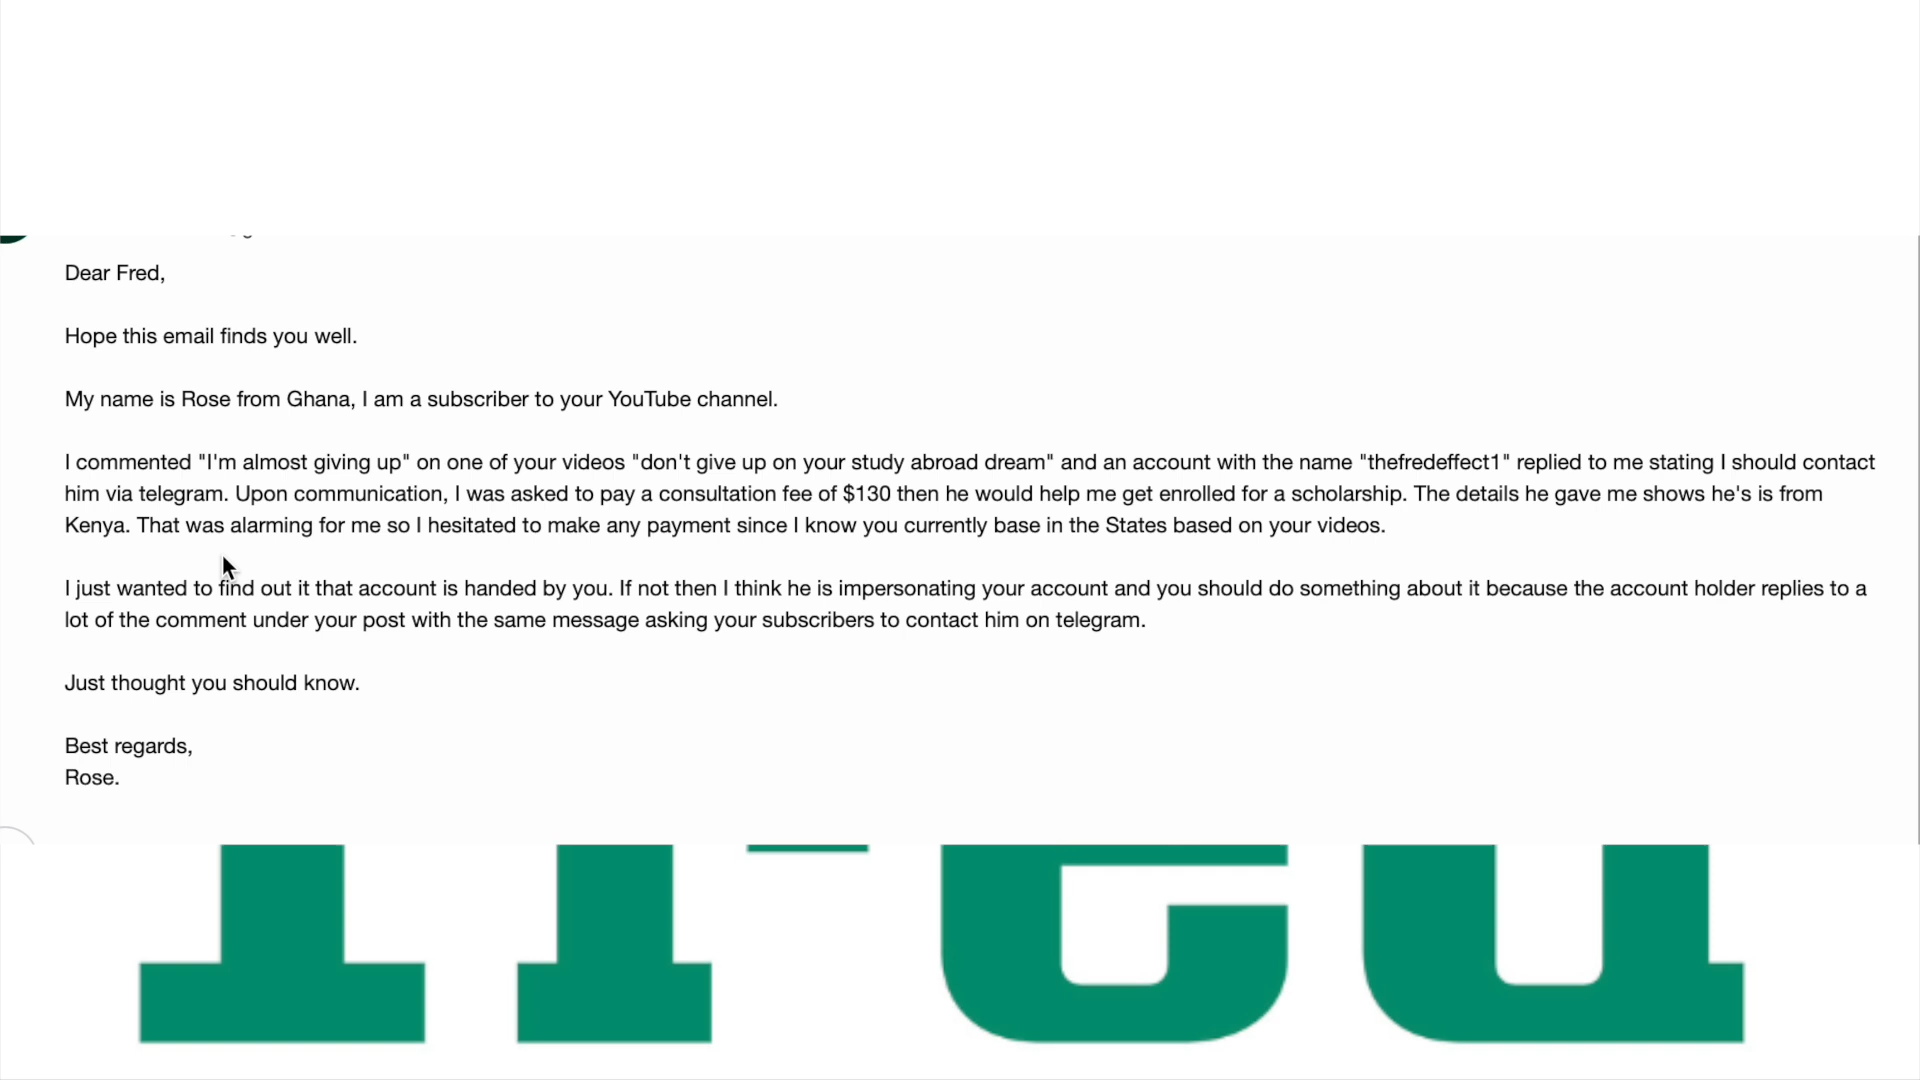 Dear Fred,
Hope this email finds you well.
My name is Rose from Ghana, I am a subscriber to your YouTube channel.
I commented "I'm almost giving up" on one of your videos "don't give up on your study abroad dream" and an account with the name "thefredeffect1" replied to me stating I should contact
him via telegram. Upon communication, I was asked to pay a consultation fee of $130 then he would help me get enrolled for a scholarship. The details he gave me shows he's is from
Kenya. That was alarming for me so I hesitated to make any payment since I know you currently base in the States based on your videos.
I just wanted to find out it that account is handed by you. If not then I think he is impersonating your account and you should do something about it because the account holder replies to a
lot of the comment under your post with the same message asking your subscribers to contact him on telegram.
Just thought you should know.
Best regards,
Rose.